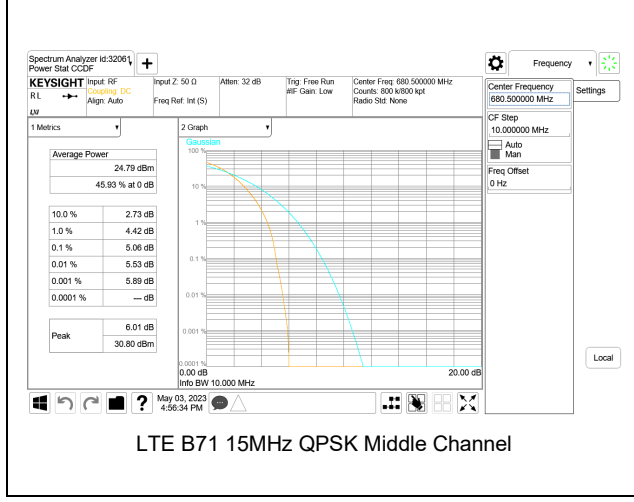 Spectrum Analyzer id:32061
Power Stat CCDF
KEYSIGHT
RL
Input: RF
Coupling: DC
Align: Auto
Input Z: 50 Ω
Freq Ref: Int (S)
Atten: 32 dB
Trig: Free Run
#IF Gain: Low
Center Freq: 680.500000 MHz
Counts: 800 k/800 kpt
Radio Std: None
1 Metrics
Average Power
24.79 dBm
45.93 % at 0 dB
10.0 % 2.73 dB
1.0 % 4.42 dB
0.1 % 5.06 dB
0.01 % 5.53 dB
0.001 % 5.89 dB
0.0001 % --- dB
Peak
6.01 dB
30.80 dBm
2 Graph
Gaussian
100 %
10 %
1 %
0.1 %
0.01 %
0.001 %
0.0001 %
0.00 dB 20.00 dB
Info BW 10.000 MHz
Frequency
Center Frequency
680.500000 MHz
Settings
CF Step
10.000000 MHz
Auto
Man
Freq Offset
0 Hz
Local
?
May 03, 2023
4:56:34 PM
LTE B71 15MHz QPSK Middle Channel